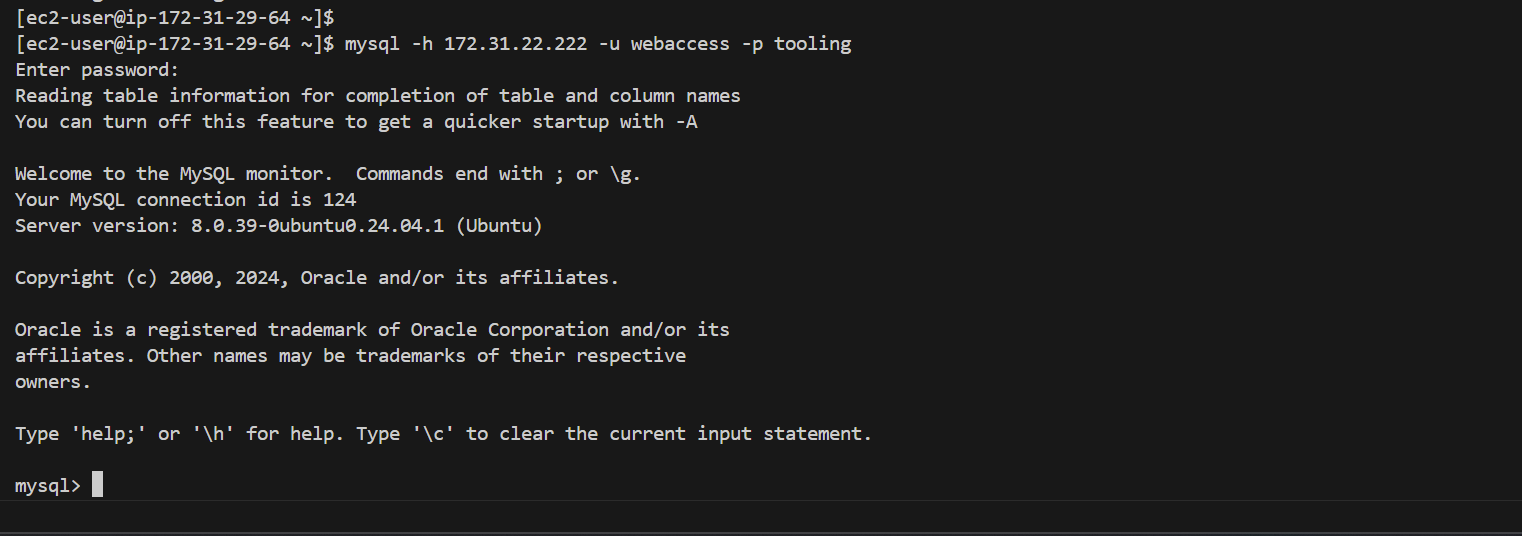 [ec2-user@ip-172-31-29-64 ~]$
[ec2-user@ip-172-31-29-64 ~]$ mysql -h 172.31.22.222 -u webaccess -p tooling
Enter password:
Reading table information for completion of table and column names
You can turn off this feature to get a quicker startup with -A
Welcome to the MySQL monitor.  Commands end with ; or \g.
Your MySQL connection id is 124
Server version: 8.0.39-0ubuntu0.24.04.1 (Ubuntu)
Copyright (c) 2000, 2024, Oracle and/or its affiliates.
Oracle is a registered trademark of Oracle Corporation and/or its
affiliates. Other names may be trademarks of their respective
owners.
Type 'help;' or '\h' for help. Type '\c' to clear the current input statement.
mysql>